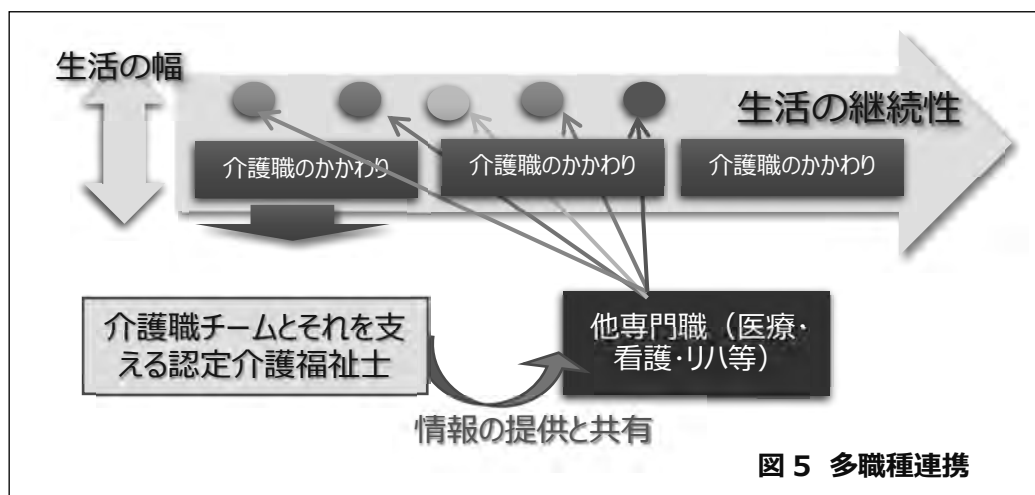 生活の幅
生活の継続性
介護職のかかわり
介護職のかかわり
介護職のかかわり
介護職チームとそれを支
える認定介護福祉士
他専門職（医療・
看護・リハ等）
情報の提供と共有
図 5 多職種連携